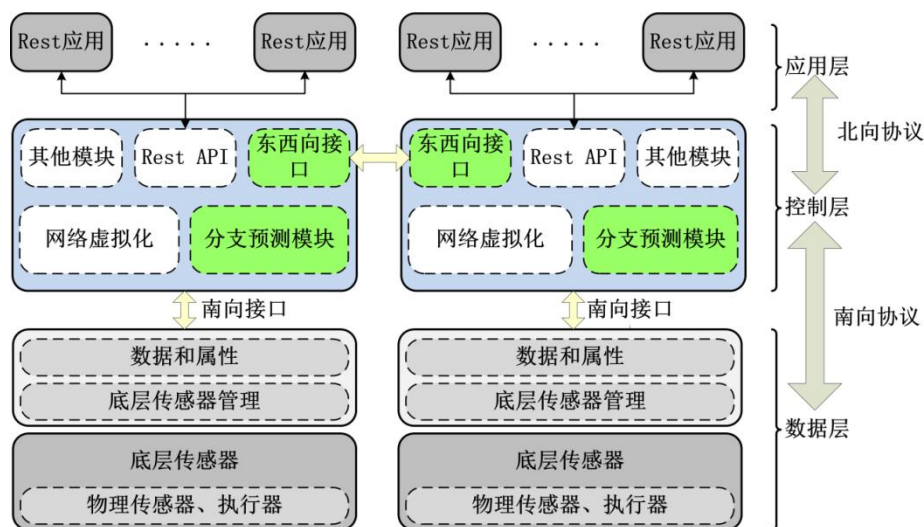 Rest应用
.....
Rest应用
Rest应用
.....
Rest应用
应用层
北向协议
其他模块
Rest API
东西向接
口
东西向接
口
Rest API
其他模块
控制层
网络虚拟化
分支预测模块
网络虚拟化
分支预测模块
南向接口
南向接口
南向协议
数据和属性
数据和属性
底层传感器管理
底层传感器管理
数据层
底层传感器
底层传感器
物理传感器、执行器
物理传感器、执行器